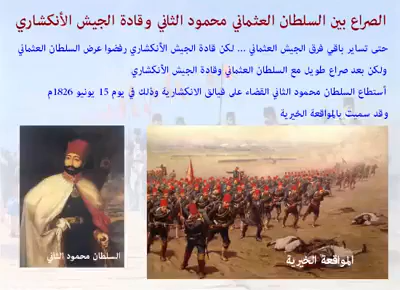 الصراع بين السلطان العثماني محمود الثاني وقادة الجيش الأنكشاري
حتى تساير باقي فرق الجيش العثماني ... لكن قادة الجيش الأنكشاري رفضوا عرض السلطان العثماني
ولكن بعد صراع طويل مع السلطان العثماني وقادة الجيش الأنكشاري
أستطاع السلطان محمود الثاني القضاء على فيالق الانكشارية وذلك في يوم 15 يونيو 1826م
وقد سميت بالمواقعة الخيرية
السلطان محمود الثاني
المواقعة الخيرية